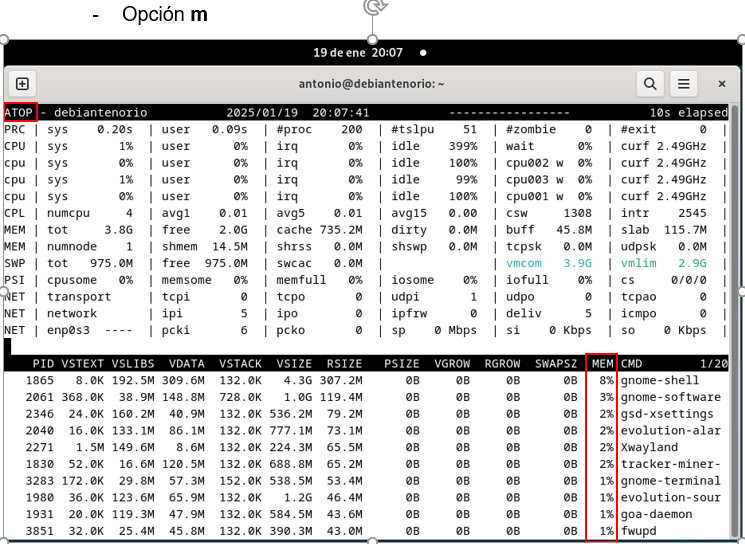 - Opción m
19 de ene 20:07
antonio@debiantenorio: ~
ATOP - debiantenorio 2025/01/19 20:07:41 ---------------- 10s elapsed
PRC | sys 0.20s | user 0.09s | #proc 200 | #tslpu 51 | #zombie 0 | #exit 0 |
CPU | sys 1% | user 0% | irq 0% | idle 399% | wait 0% | curf 2.49GHz |
cpu | sys 0% | user 0% | irq 0% | idle 100% | cpu002 w 0% | curf 2.49GHz |
cpu | sys 1% | user 0% | irq 0% | idle 99% | cpu003 w 0% | curf 2.49GHz |
cpu | sys 0% | user 0% | irq 0% | idle 100% | cpu001 w 0% | curf 2.49GHz |
CPL | numcpu 4 | avg1 0.01 | avg5 0.01 | avg15 0.00 | csw 1308 | intr 2545 |
MEM | tot 3.8G | free 2.0G | cache 735.2M | dirty 0.0M | buff 45.8M | slab 115.7M |
MEM | numnode 1 | shmem 14.5M | shrss 0.0M | shswp 0.0M | tcpsk 0.0M | udpsk 0.0M |
SWP | tot 975.0M | free 975.0M | swcac 0.0M | | vmcom 3.9G | vmlim 2.9G |
PSI | cpusome 0% | memsome 0% | memfull 0% | iosome 0% | iofull 0% | cs 0/0/0 |
NET | transport | tcpi 0 | tcpo 0 | udpi 1 | udpo 0 | tcpao 0 |
NET | network | ipi 5 | ipo 0 | ipfrw 0 | deliv 5 | icmpo 0 |
NET | enp0s3 ---- | pcki 6 | pcko 0 | sp 0 Mbps | si 0 Kbps | so 0 Kbps |
PID VSTEXT VSLIBS VDATA VSTACK VSIZE RSIZE PSIZE VGROW RGROW SWAPSZ MEM CMD 1/20
1865 8.0K 192.5M 309.6M 132.0K 4.3G 307.2M 0B 0B 0B 0B 8% gnome-shell
2061 368.0K 38.9M 148.8M 728.0K 1.0G 119.4M 0B 0B 0B 0B 3% gnome-software
2346 24.0K 160.2M 40.9M 132.0K 536.2M 79.2M 0B 0B 0B 0B 2% gsd-xsettings
2040 16.0K 133.1M 86.1M 132.0K 777.1M 73.1M 0B 0B 0B 0B 2% evolution-alar
2271 1.5M 149.6M 8.6M 132.0K 224.3M 65.5M 0B 0B 0B 0B 2% Xwayland
1830 52.0K 16.6M 120.5M 132.0K 688.8M 65.2M 0B 0B 0B 0B 2% tracker-miner-
3283 172.0K 29.8M 57.3M 152.0K 538.5M 53.4M 0B 0B 0B 0B 1% gnome-terminal
1980 36.0K 123.6M 65.9M 132.0K 1.2G 46.4M 0B 0B 0B 0B 1% evolution-sour
1931 20.0K 119.3M 47.9M 132.0K 584.5M 43.6M 0B 0B 0B 0B 1% goa-daemon
3851 32.0K 25.4M 45.8M 132.0K 390.3M 43.0M 0B 0B 0B 0B 1% fwupd